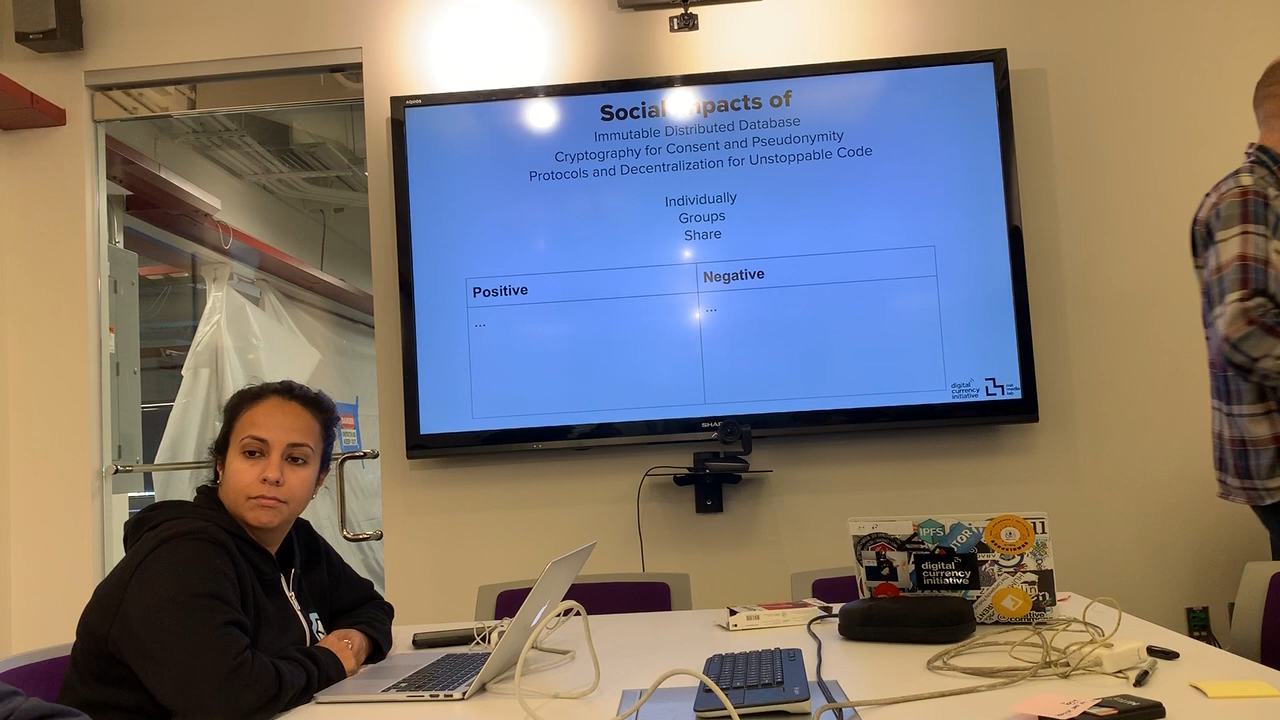 AQUOS
Social Impacts of
Immutable Distributed Database
Cryptography for Consent and Pseudonymity
Protocols and Decentralization for Unstoppable Code
Individually
Groups
Share
Positive
Negative
...
...
digital
currency
initiative
SHARP
IPFS
digital
currency
initiative